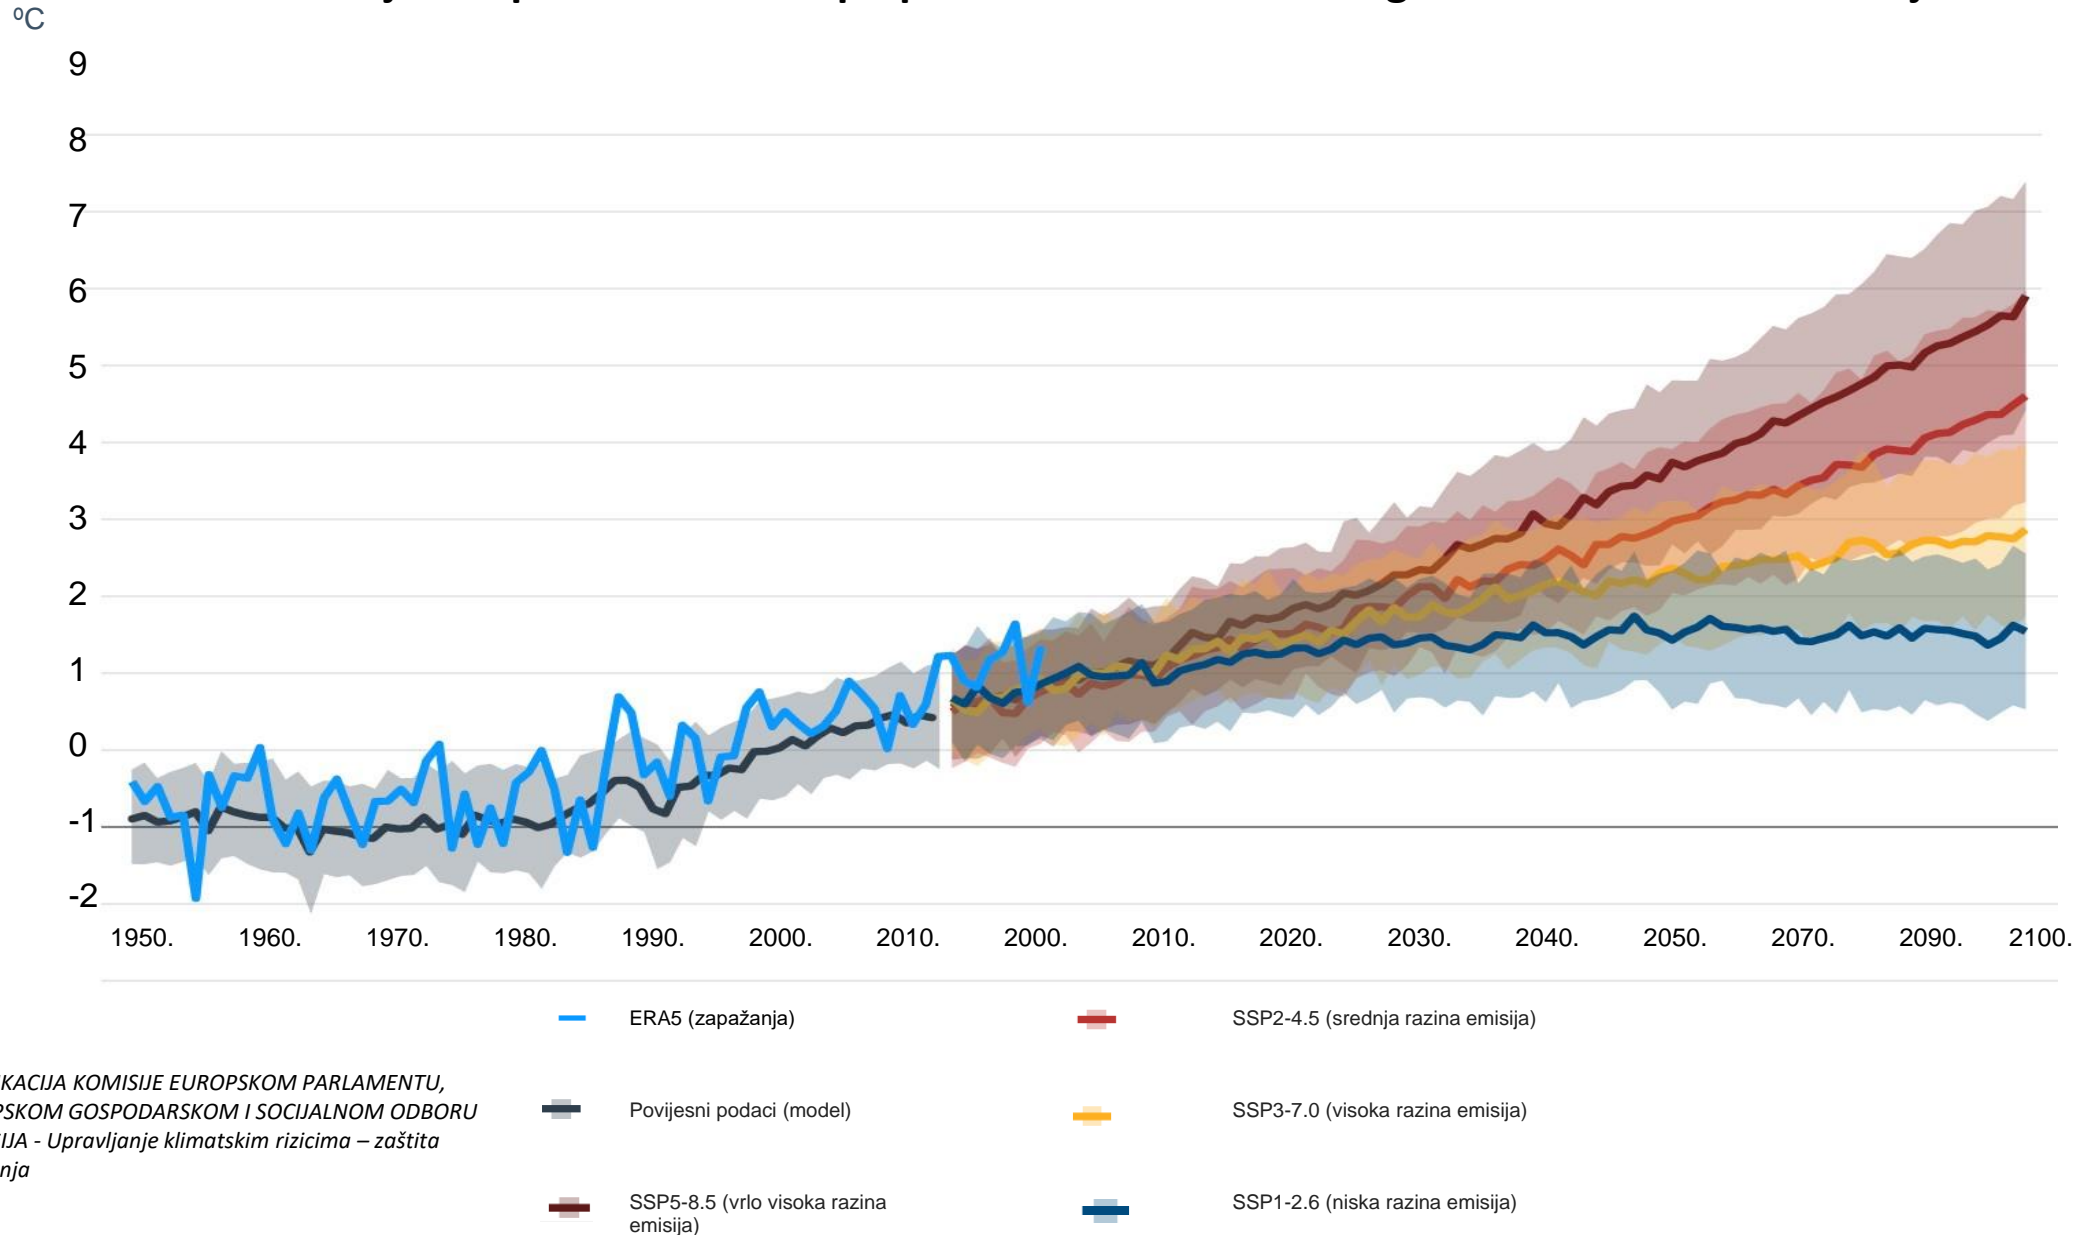 ºC
9
8
7
6
5
4
3
2
1
0
-1
-2
1950. 1960. 1970. 1980. 1990. 2000. 2010. 2000. 2010. 2020. 2030. 2040. 2050. 2070. 2090. 2100.
ERA5 (zapažanja)
SSP2-4.5 (srednja razina emisija)
KACIJA KOMISIJE EUROPSKOM PARLAMENTU,
PSKOM GOSPODARSKOM I SOCIJALNOM ODBORU
IJA - Upravljanje klimatskim rizicima – zaštita
nja
Povijesni podaci (model)
SSP3-7.0 (visoka razina emisija)
SSP5-8.5 (vrlo visoka razina
emisija)
SSP1-2.6 (niska razina emisija)